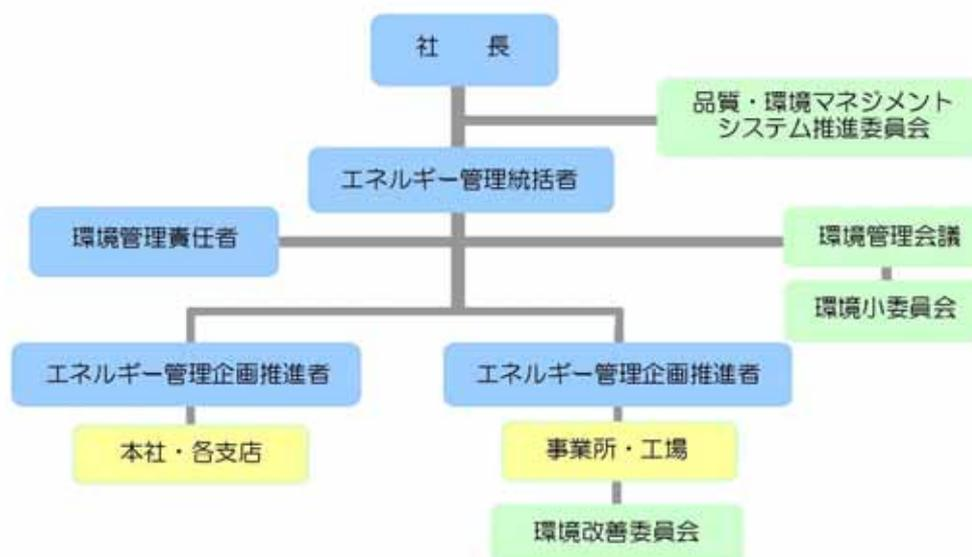 社　長
品質・環境マネジメント
システム推進委員会
エネルギー管理統括者
環境管理責任者
環境管理会議
環境小委員会
エネルギー管理企画推進者
エネルギー管理企画推進者
本社・各支店
事業所・工場
環境改善委員会